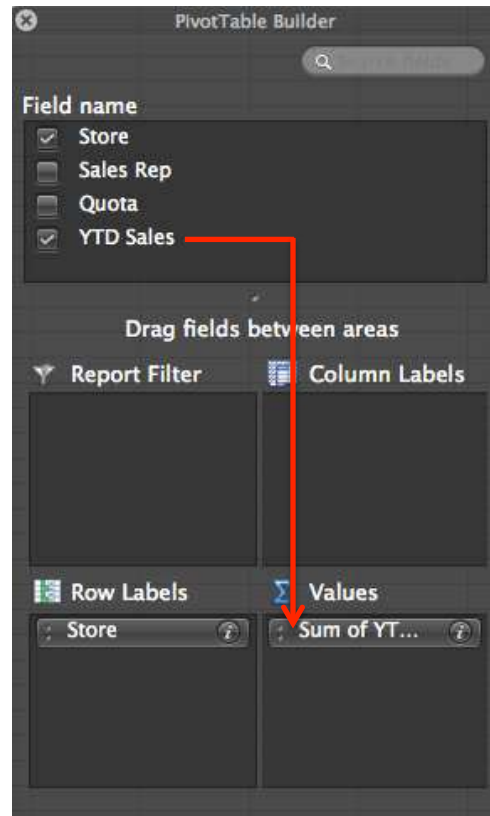 PivotTable Builder
Field name
Store
Sales Rep
Quota
YTD Sales
Drag fields between areas
Report Filter
Column Labels
Row Labels
Values
Store
Sum of YT...